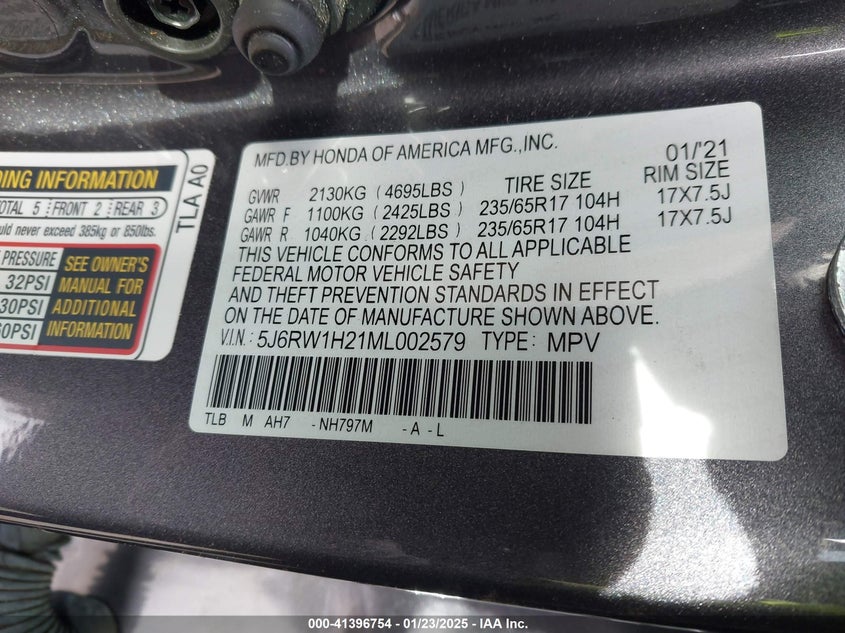 MFD.BY HONDA OF AMERICA MFG.,INC. 01/'21
GVWR 2130KG (4695LBS) TIRE SIZE RIM SIZE
GAWR F 1100KG (2425LBS) 235/65R17 104H 17X7.5J
GAWR R 1040KG (2292LBS) 235/65R17 104H 17X7.5J
THIS VEHICLE CONFORMS TO ALL APPLICABLE
FEDERAL MOTOR VEHICLE SAFETY
AND THEFT PREVENTION STANDARDS IN EFFECT
ON THE DATE OF MANUFACTURE SHOWN ABOVE.
V.I.N.: 5J6RW1H21ML002579 TYPE: MPV
TLB M AH7 -NH797M -A -L
INFORMATION
TOTAL 5 FRONT 2 REAR 3
never exceed 385kg or 850lbs.
PRESSURE SEE OWNER'S
32PSI MANUAL FOR
30PSI ADDITIONAL
60PSI INFORMATION
TLA A0
000-41396754 — 01/23/2025 — IAA Inc.